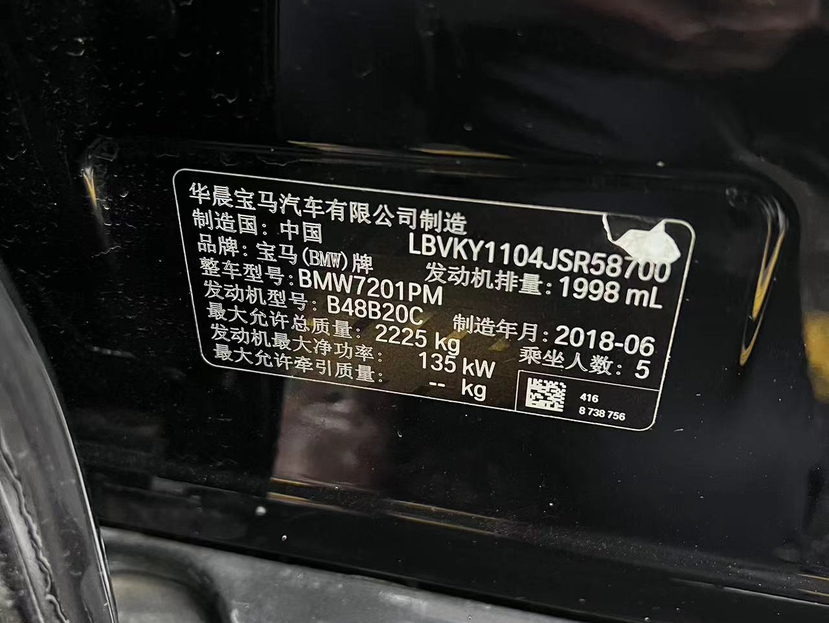 华晨宝马汽车有限公司制造
制造国: 中国
LBVKY1104JSR58700
品牌: 宝马(BMW)牌
发动机排量: 1998 mL
整车型号: BMW7201PM
发动机型号: B48B20C
制造年月: 2018-06
最大允许总质量: 2225 kg
乘坐人数: 5
发动机最大净功率: 135 kW
最大允许牵引质量: -- kg
416
8 738 756